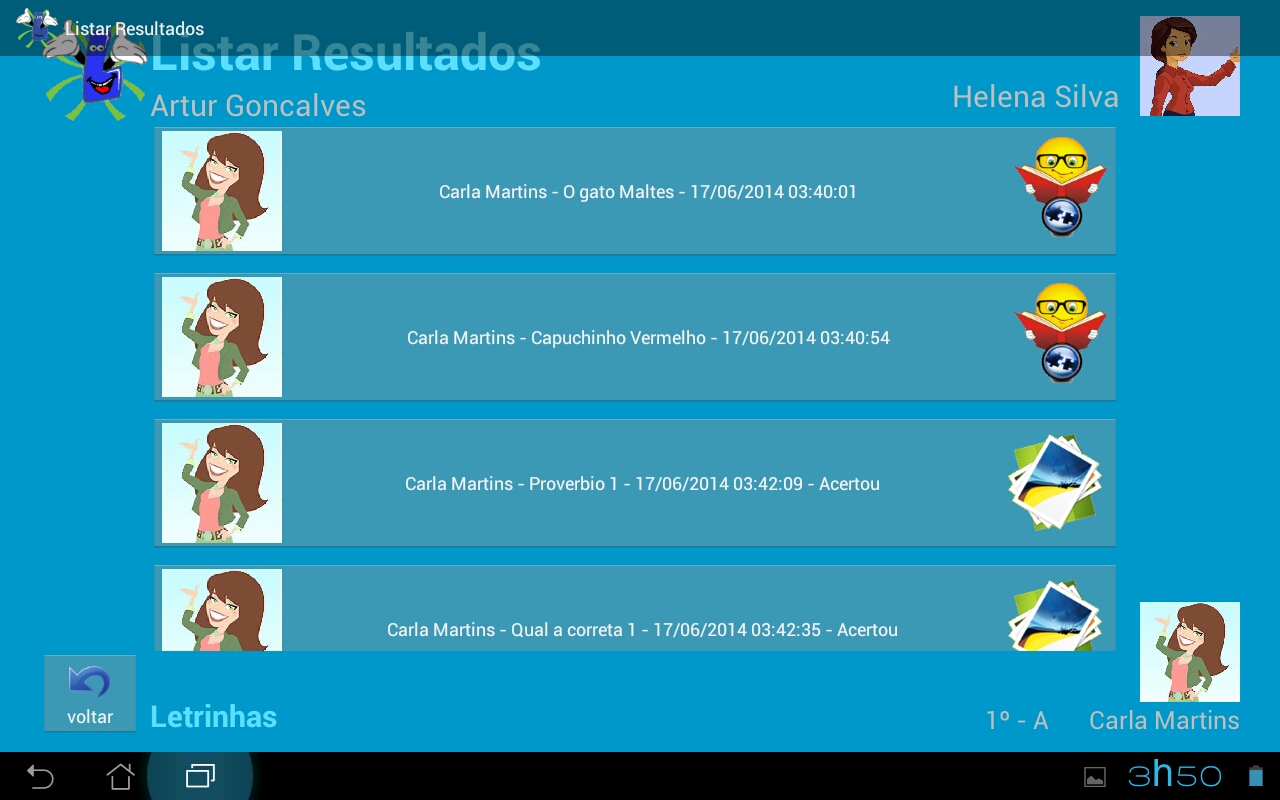 Listar Resultados
Listar Resultados
Artur Goncalves
Helena Silva
Carla Martins - O gato Maltes - 17/06/2014 03:40:01
Carla Martins - Capuchinho Vermelho - 17/06/2014 03:40:54
Carla Martins - Proverbio 1 - 17/06/2014 03:42:09 - Acertou
Carla Martins - Qual a correta 1 - 17/06/2014 03:42:35 - Acertou
voltar
Letrinhas
1º - A
Carla Martins
3h50